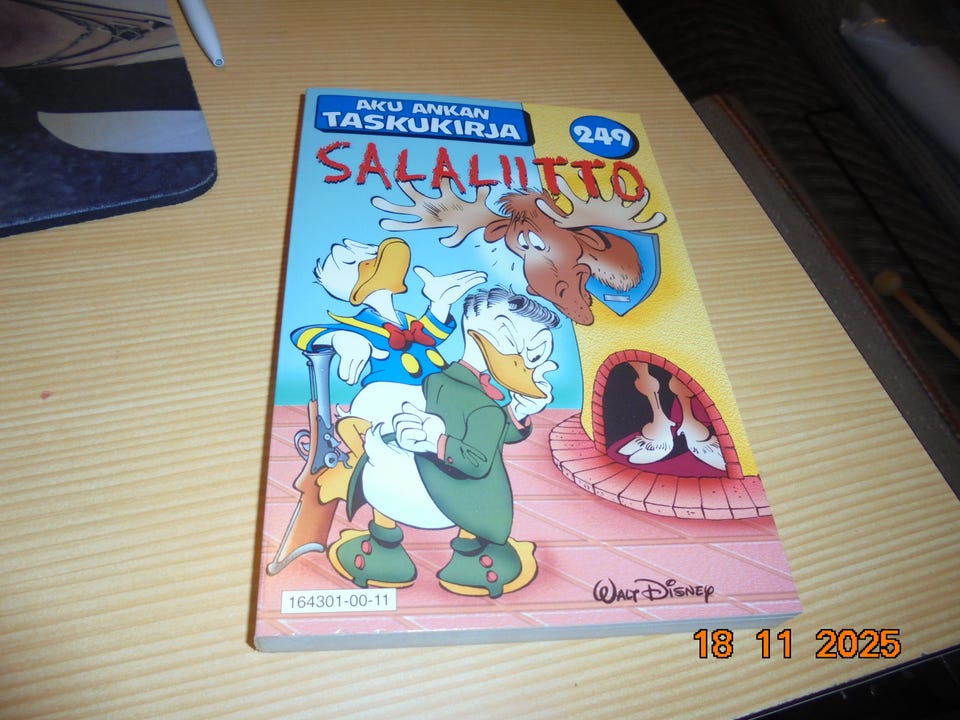 AKU ANKAN
TASKUKIRJA
249
SALALIITTO
164301-00-11
WALT DISNEY
18 11 2025